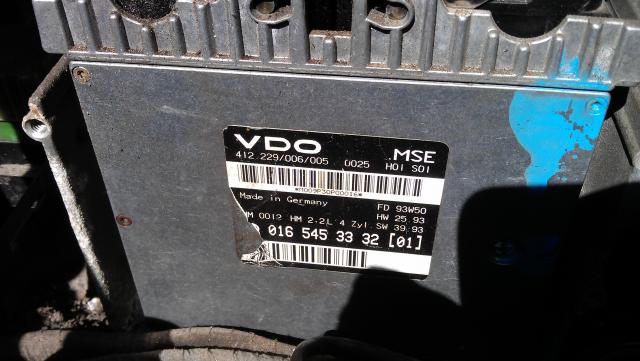 VDO
MSE
412.229/006/005 0025 H01 S01
Made in Germany
FD 93W50
HW 25.93
HM 2.2L 4 Zyl. SW 39.93
016 545 33 32 [01]